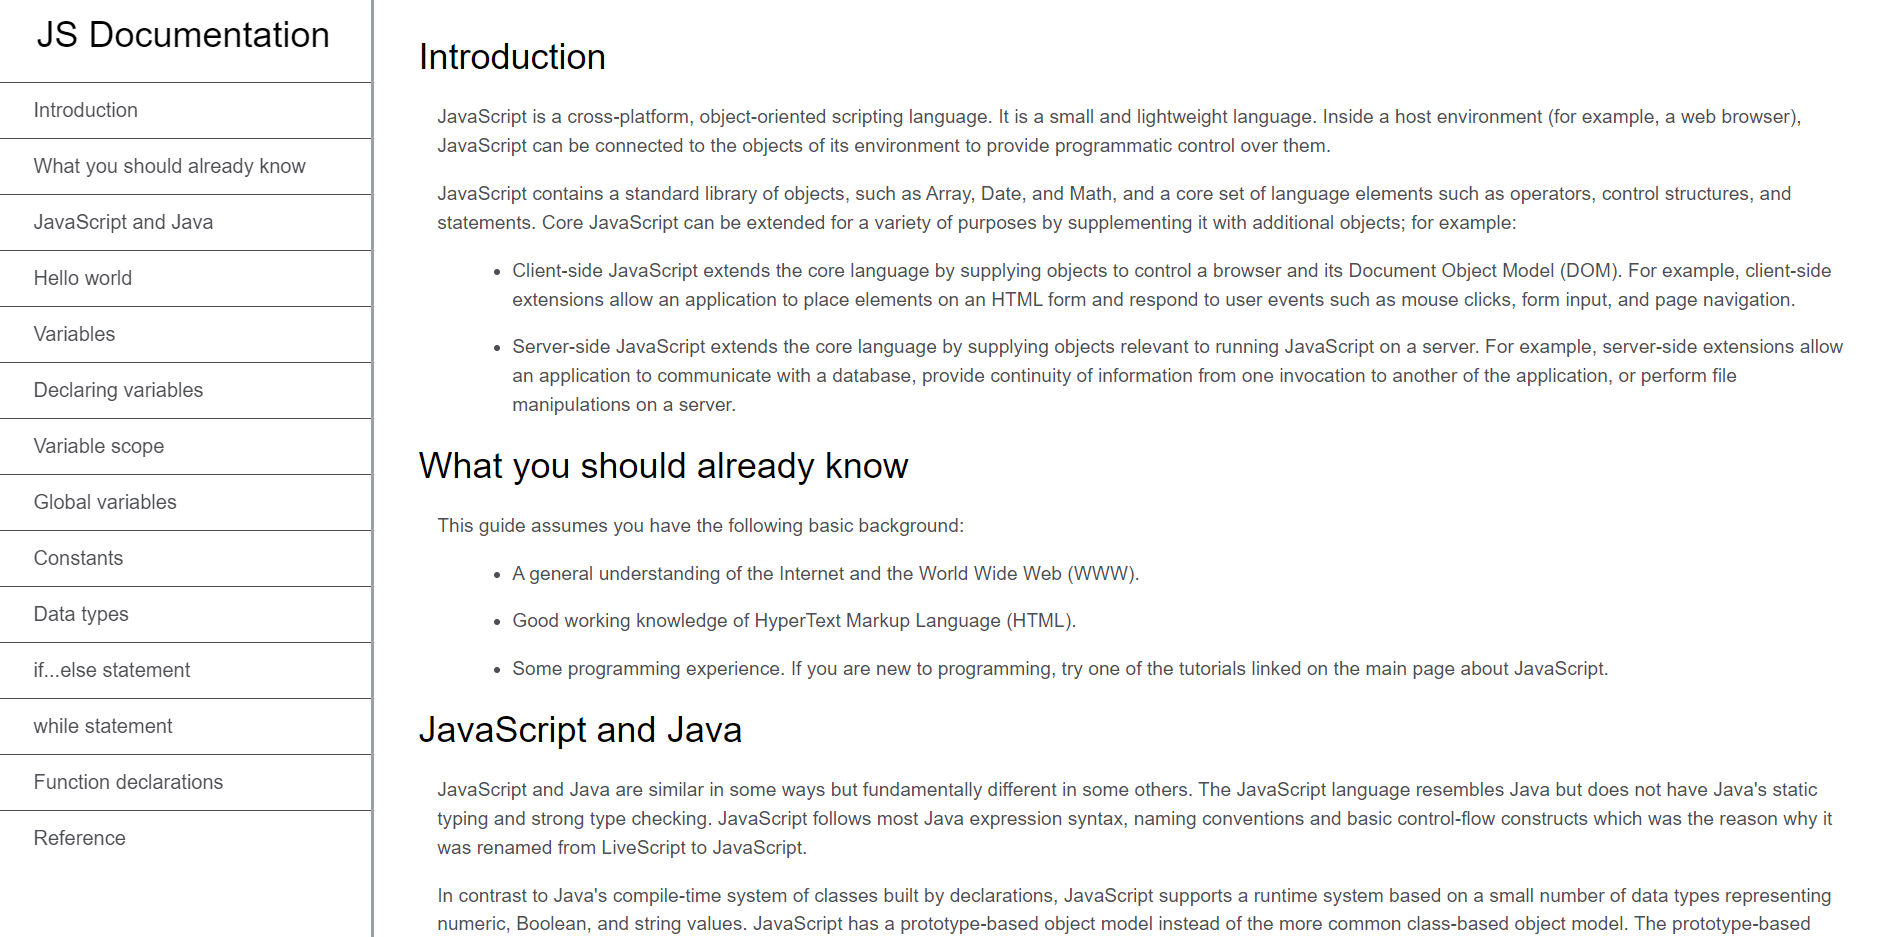 JS Documentation
Introduction
What you should already know
JavaScript and Java
Hello world
Variables
Declaring variables
Variable scope
Global variables
Constants
Data types
if...else statement
while statement
Function declarations
Reference
Introduction
JavaScript is a cross-platform, object-oriented scripting language. It is a small and lightweight language. Inside a host environment (for example, a web browser),
JavaScript can be connected to the objects of its environment to provide programmatic control over them.
JavaScript contains a standard library of objects, such as Array, Date, and Math, and a core set of language elements such as operators, control structures, and
statements. Core JavaScript can be extended for a variety of purposes by supplementing it with additional objects; for example:
• Client-side JavaScript extends the core language by supplying objects to control a browser and its Document Object Model (DOM). For example, client-side
extensions allow an application to place elements on an HTML form and respond to user events such as mouse clicks, form input, and page navigation.
• Server-side JavaScript extends the core language by supplying objects relevant to running JavaScript on a server. For example, server-side extensions allow
an application to communicate with a database, provide continuity of information from one invocation to another of the application, or perform file
manipulations on a server.
What you should already know
This guide assumes you have the following basic background:
• A general understanding of the Internet and the World Wide Web (WWW).
• Good working knowledge of HyperText Markup Language (HTML).
• Some programming experience. If you are new to programming, try one of the tutorials linked on the main page about JavaScript.
JavaScript and Java
JavaScript and Java are similar in some ways but fundamentally different in some others. The JavaScript language resembles Java but does not have Java's static
typing and strong type checking. JavaScript follows most Java expression syntax, naming conventions and basic control-flow constructs which was the reason why it
was renamed from LiveScript to JavaScript.
In contrast to Java's compile-time system of classes built by declarations, JavaScript supports a runtime system based on a small number of data types representing
numeric, Boolean, and string values. JavaScript has a prototype-based object model instead of the more common class-based object model. The prototype-based